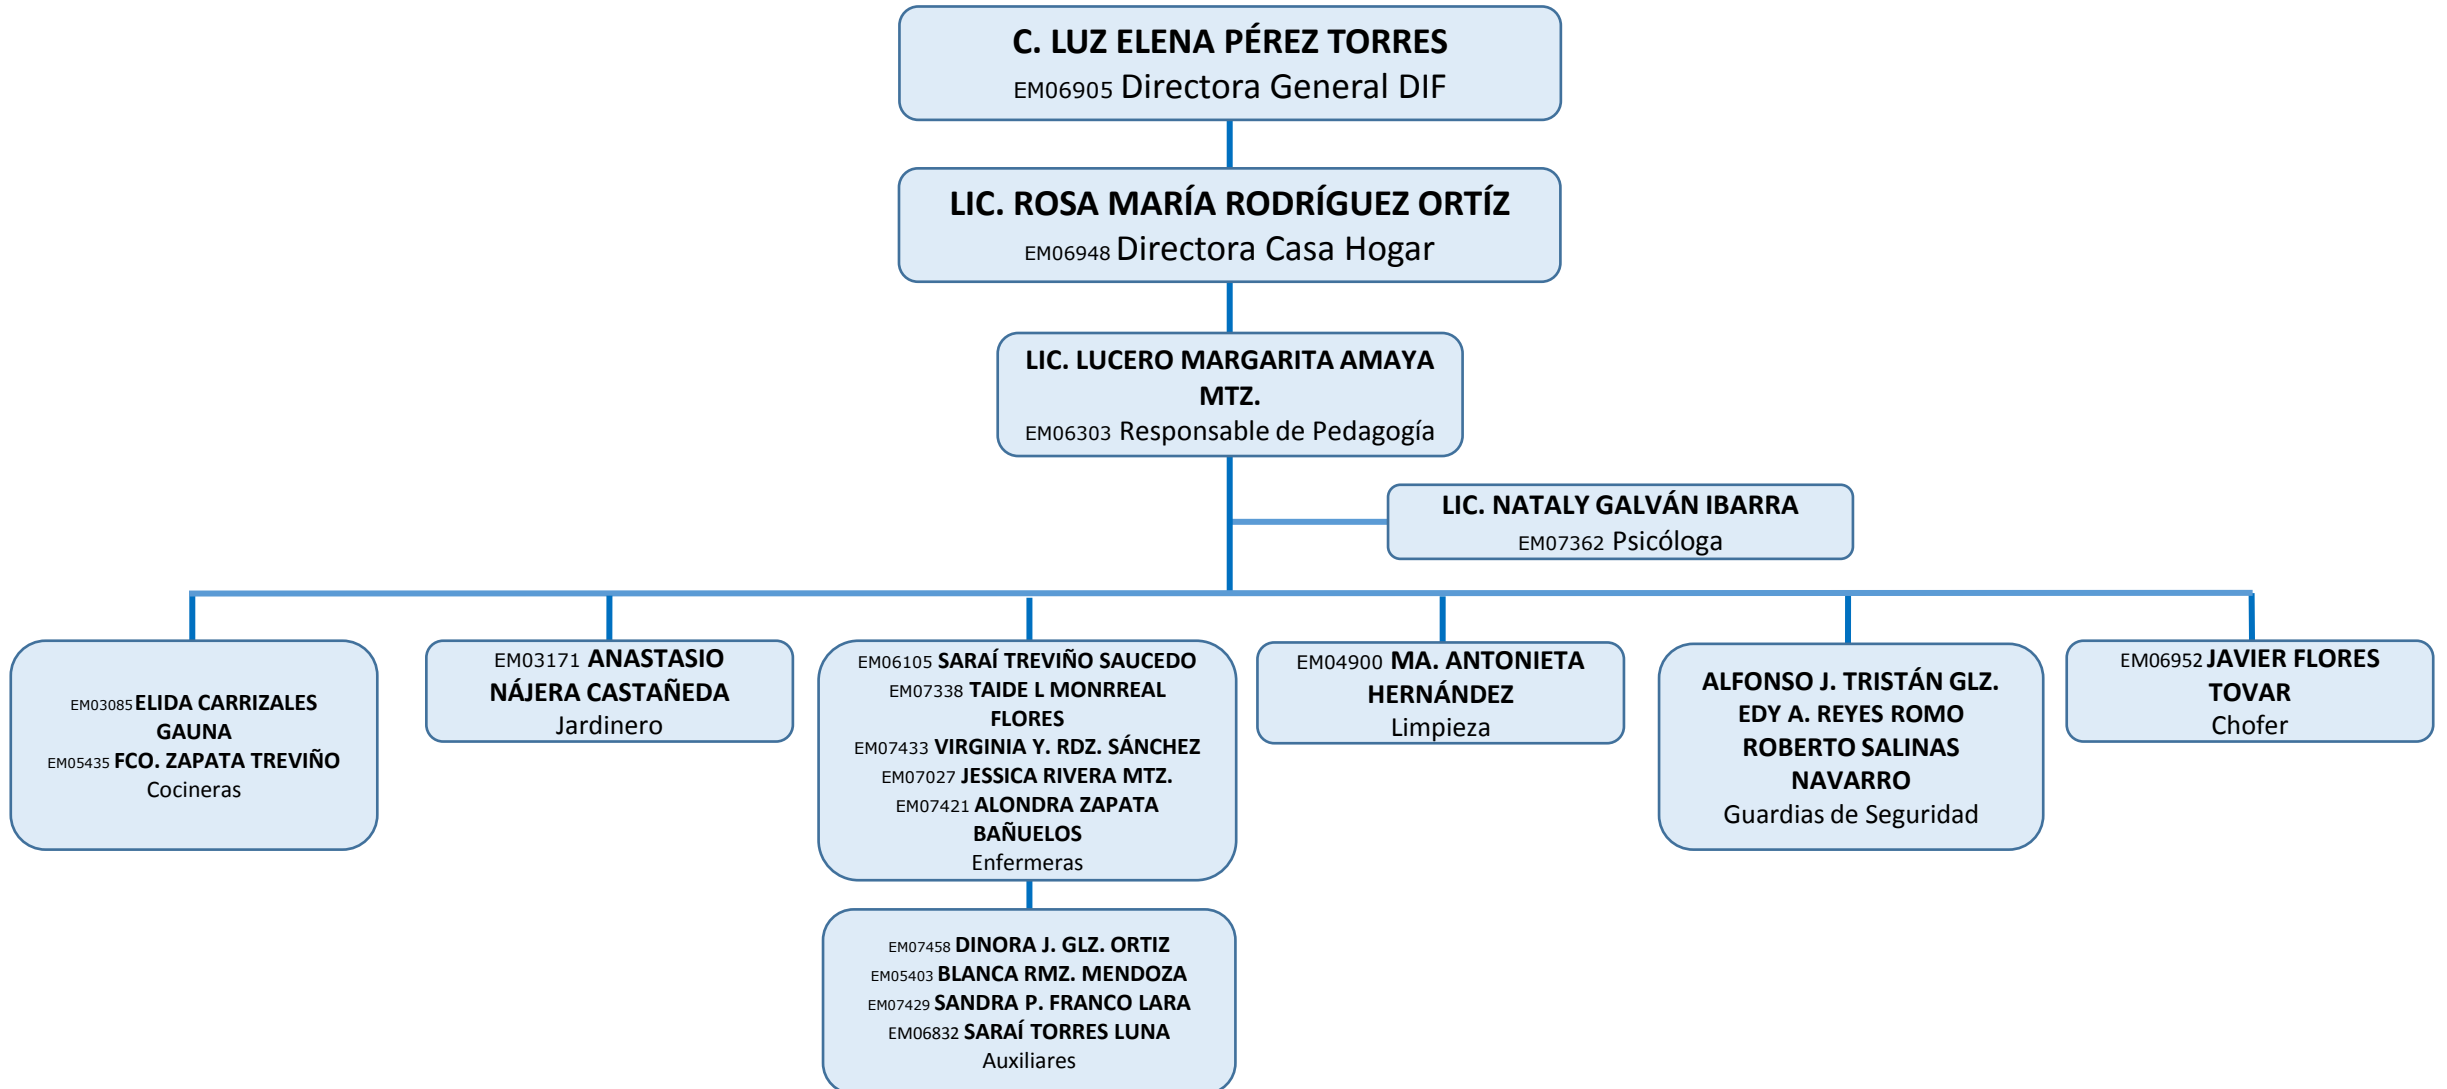 C. LUZ ELENA PÉREZ TORRES
EM06905 Directora General DIF
LIC. ROSA MARÍA RODRÍGUEZ ORTÍZ
EM06948 Directora Casa Hogar
LIC. LUCERO MARGARITA AMAYA
MTZ.
EM06303 Responsable de Pedagogía
LIC. NATALY GALVÁN IBARRA
EM07362 Psicóloga
EM03085 ELIDA CARRIZALES
GAUNA
EM05435 FCO. ZAPATA TREVIÑO
Cocineras
EM03171 ANASTASIO
NÁJERA CASTAÑEDA
Jardinero
EM06105 SARAÍ TREVIÑO SAUCEDO
EM07338 TAIDE L MONRREAL
FLORES
EM07433 VIRGINIA Y. RDZ. SÁNCHEZ
EM07027 JESSICA RIVERA MTZ.
EM07421 ALONDRA ZAPATA
BAÑUELOS
Enfermeras
EM04900 MA. ANTONIETA
HERNÁNDEZ
Limpieza
ALFONSO J. TRISTÁN GLZ.
EDY A. REYES ROMO
ROBERTO SALINAS
NAVARRO
Guardias de Seguridad
EM06952 JAVIER FLORES
TOVAR
Chofer
EM07458 DINORA J. GLZ. ORTIZ
EM05403 BLANCA RMZ. MENDOZA
EM07429 SANDRA P. FRANCO LARA
EM06832 SARAÍ TORRES LUNA
Auxiliares